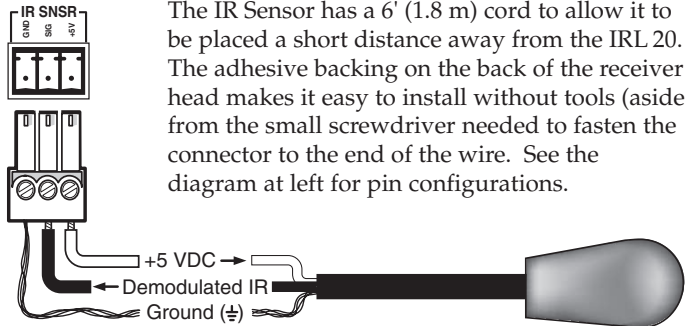 IR SNSR
GND SIG +5V
The IR Sensor has a 6' (1.8 m) cord to allow it to
be placed a short distance away from the IRL 20.
The adhesive backing on the back of the receiver
head makes it easy to install without tools (aside
from the small screwdriver needed to fasten the
connector to the end of the wire. See the
diagram at left for pin configurations.
+5 VDC →
← Demodulated IR
Ground (⏚)